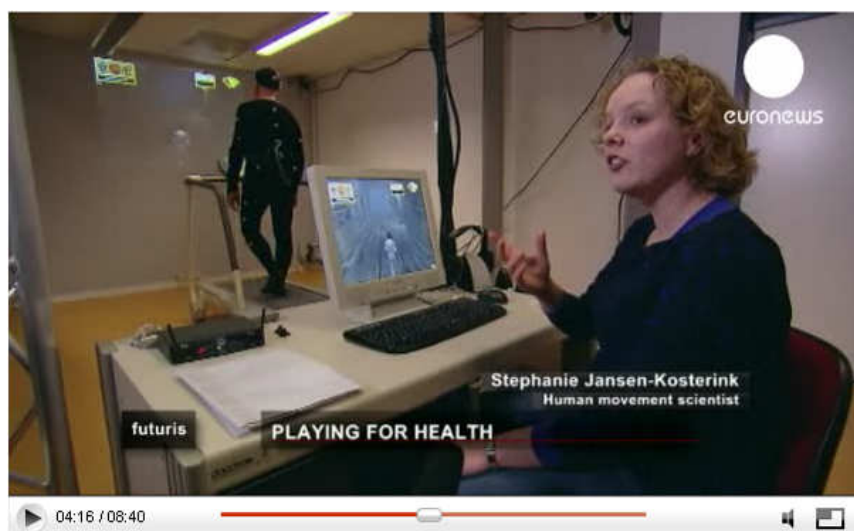 euronews
Stephanie Jansen-Kosterink
Human movement scientist
futuris
PLAYING FOR HEALTH
04:16 / 08:40